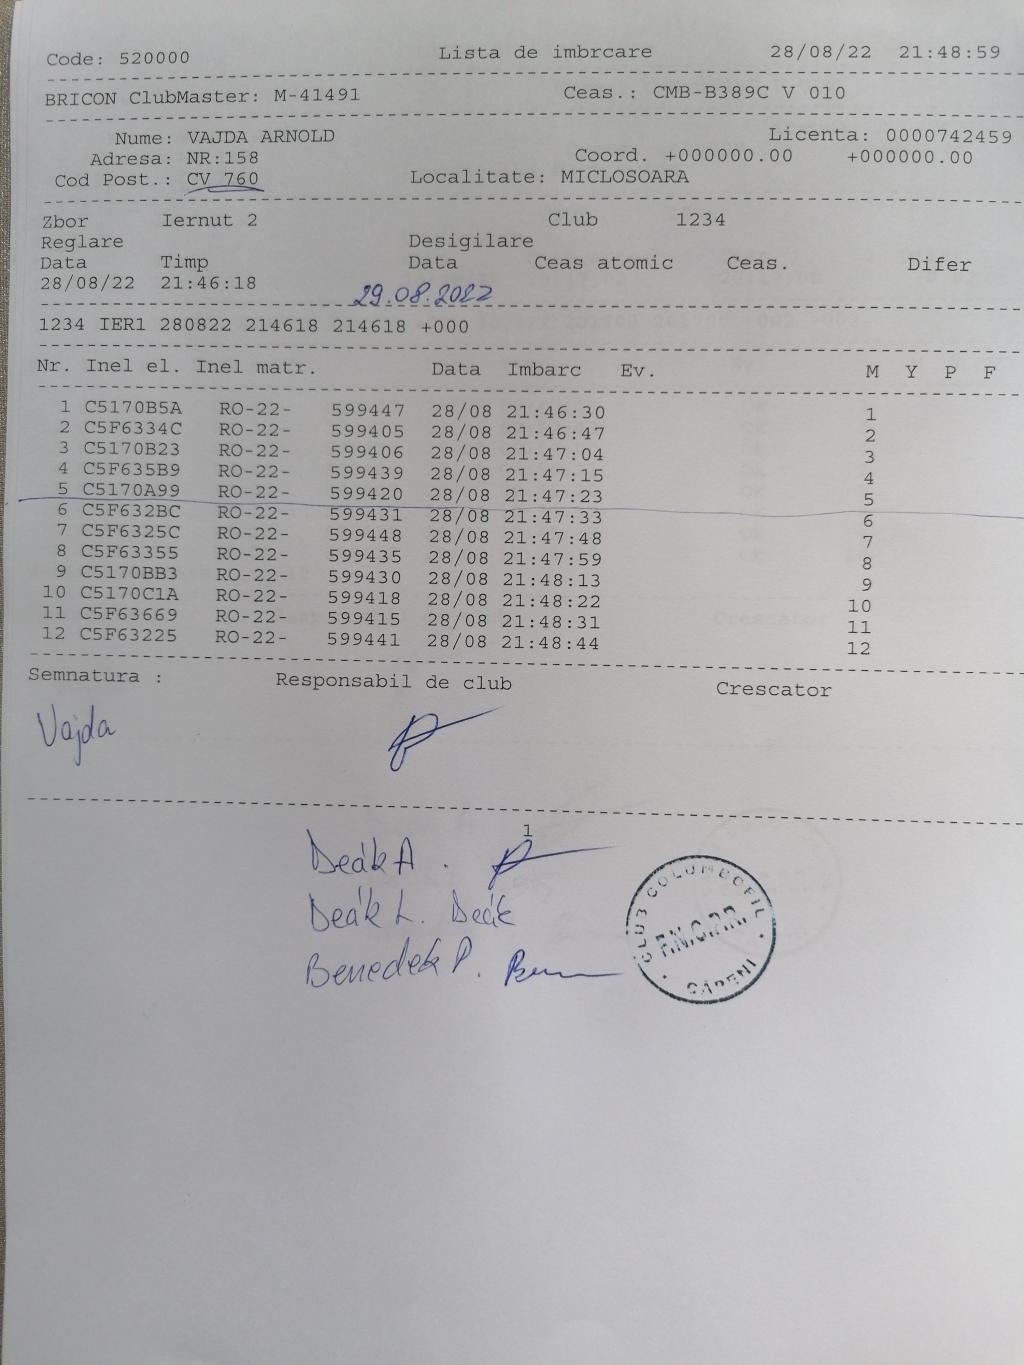 Code: 520000 Lista de imbrcare 28/08/22 21:48:59
BRICON ClubMaster: M-41491 Ceas.: CMB-B389C V 010
Nume: VAJDA ARNOLD Licenta: 0000742459
Adresa: NR:158 Coord. +000000.00 +000000.00
Cod Post.: CV 760 Localitate: MICLOSOARA
Zbor Iernut 2 Club 1234
Reglare Desigilare
Data Timp Data Ceas atomic Ceas. Difer
28/08/22 21:46:18
29.08.2022
1234 IER1 280822 214618 214618 +000
Nr. Inel el. Inel matr. Data Imbarc Ev. M Y P F
1 C5170B5A RO-22- 599447 28/08 21:46:30 1
2 C5F6334C RO-22- 599405 28/08 21:46:47 2
3 C5170B23 RO-22- 599406 28/08 21:47:04 3
4 C5F635B9 RO-22- 599439 28/08 21:47:15 4
5 C5170A99 RO-22- 599420 28/08 21:47:23 5
6 C5F632BC RO-22- 599431 28/08 21:47:33 6
7 C5F6325C RO-22- 599448 28/08 21:47:48 7
8 C5F63355 RO-22- 599435 28/08 21:47:59 8
9 C5170BB3 RO-22- 599430 28/08 21:48:13 9
10 C5170C1A RO-22- 599418 28/08 21:48:22 10
11 C5F63669 RO-22- 599415 28/08 21:48:31 11
12 C5F63225 RO-22- 599441 28/08 21:48:44 12
Semnatura : Responsabil de club Crescator
Vajda
1
Deák A.
Deák L. Deák
Benedek P.
CLUB COLUMBOFIL
F.N.C.P.R.
CĂPENI